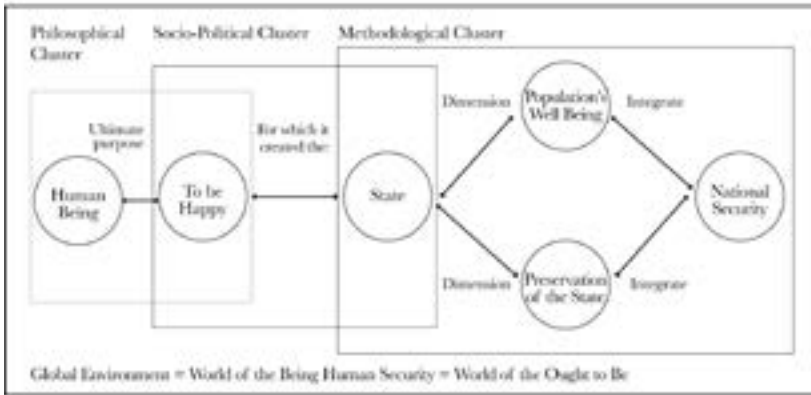 Philosophical
Cluster
Socio-Political Cluster
Methodological Cluster
Ultimate
purpose
For which it
created the:
Dimension
Population's
Well Being
Integrate
Human
Being
To be
Happy
State
National
Security
Dimension
Preservation
of the State
Integrate
Global Environment = World of the Being Human Security = World of the Ought to Be